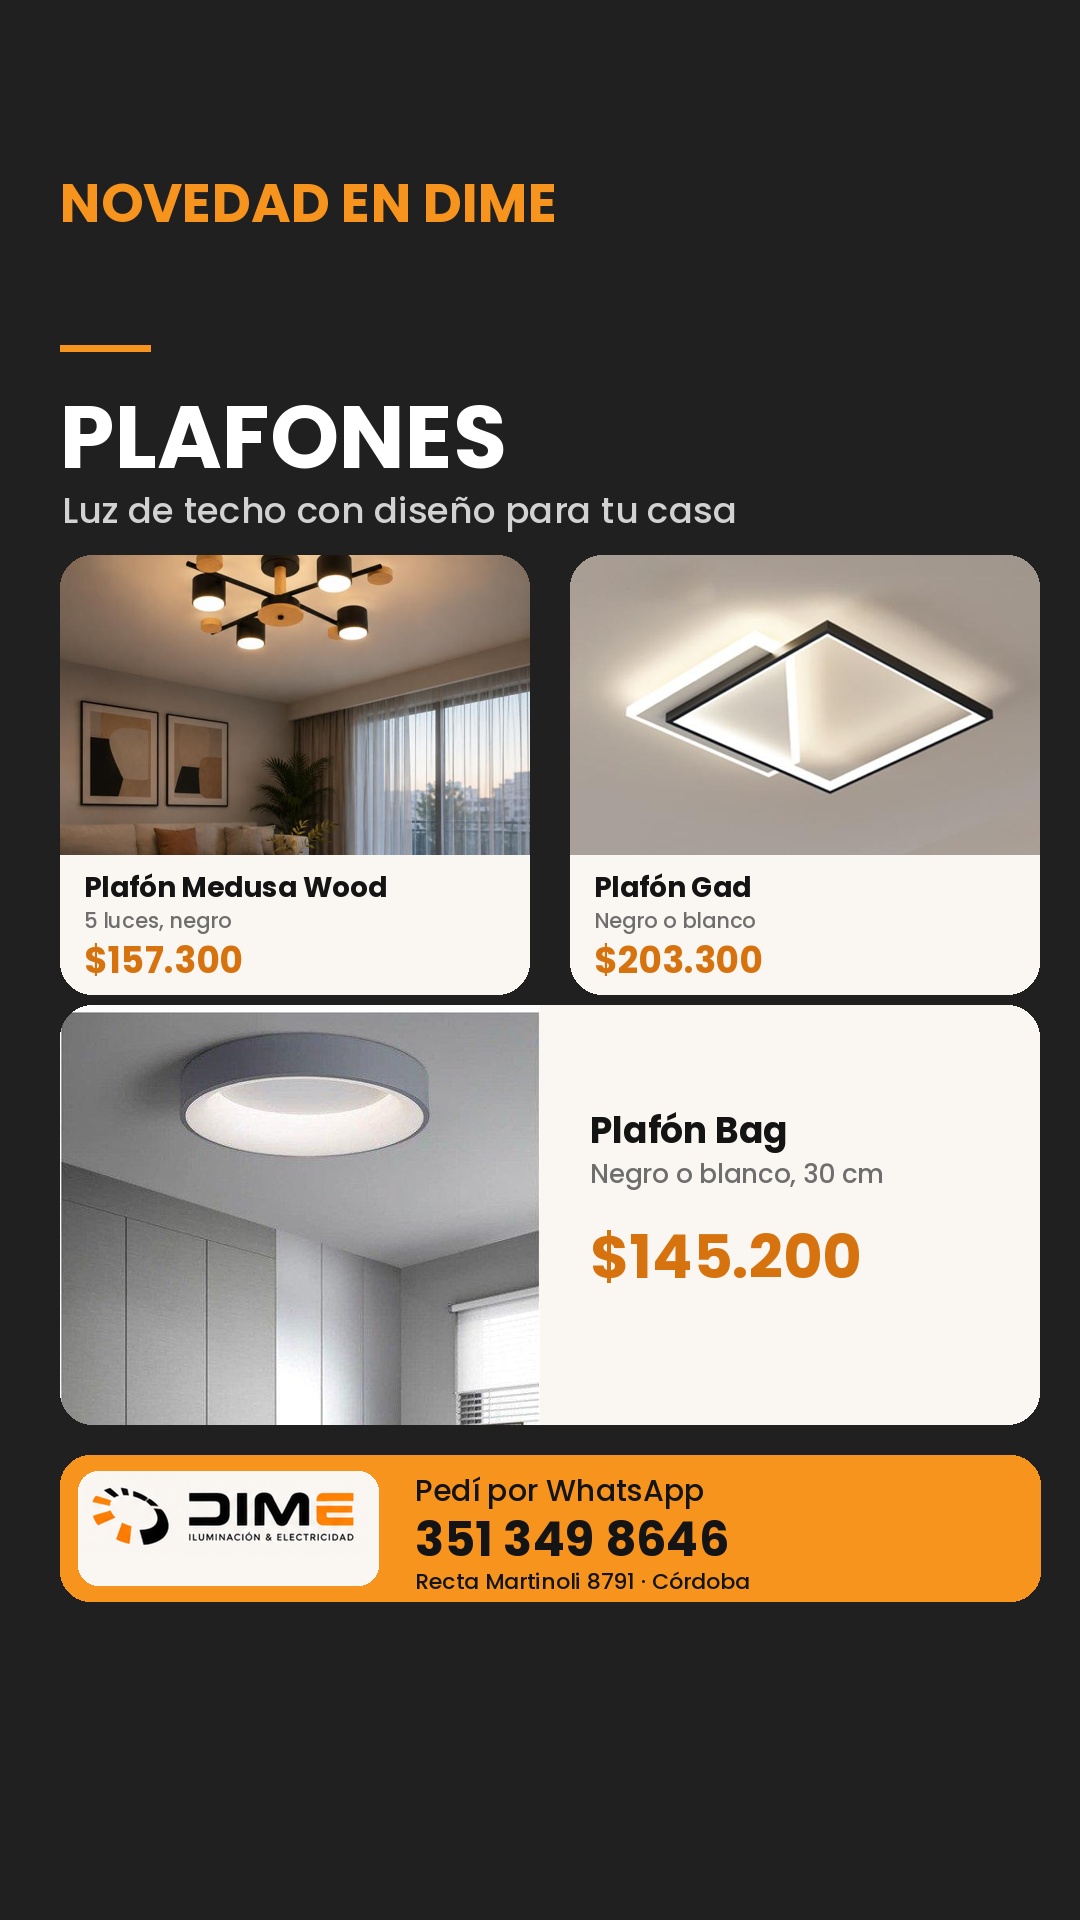 NOVEDAD EN DIME
PLAFONES
Luz de techo con diseño para tu casa
Plafón Medusa Wood
5 luces, negro
$157.300
Plafón Gad
Negro o blanco
$203.300
Plafón Bag
Negro o blanco, 30 cm
$145.200
DIME
ILUMINACIÓN & ELECTRICIDAD
Pedí por WhatsApp
351 349 8646
Recta Martinoli 8791 · Córdoba